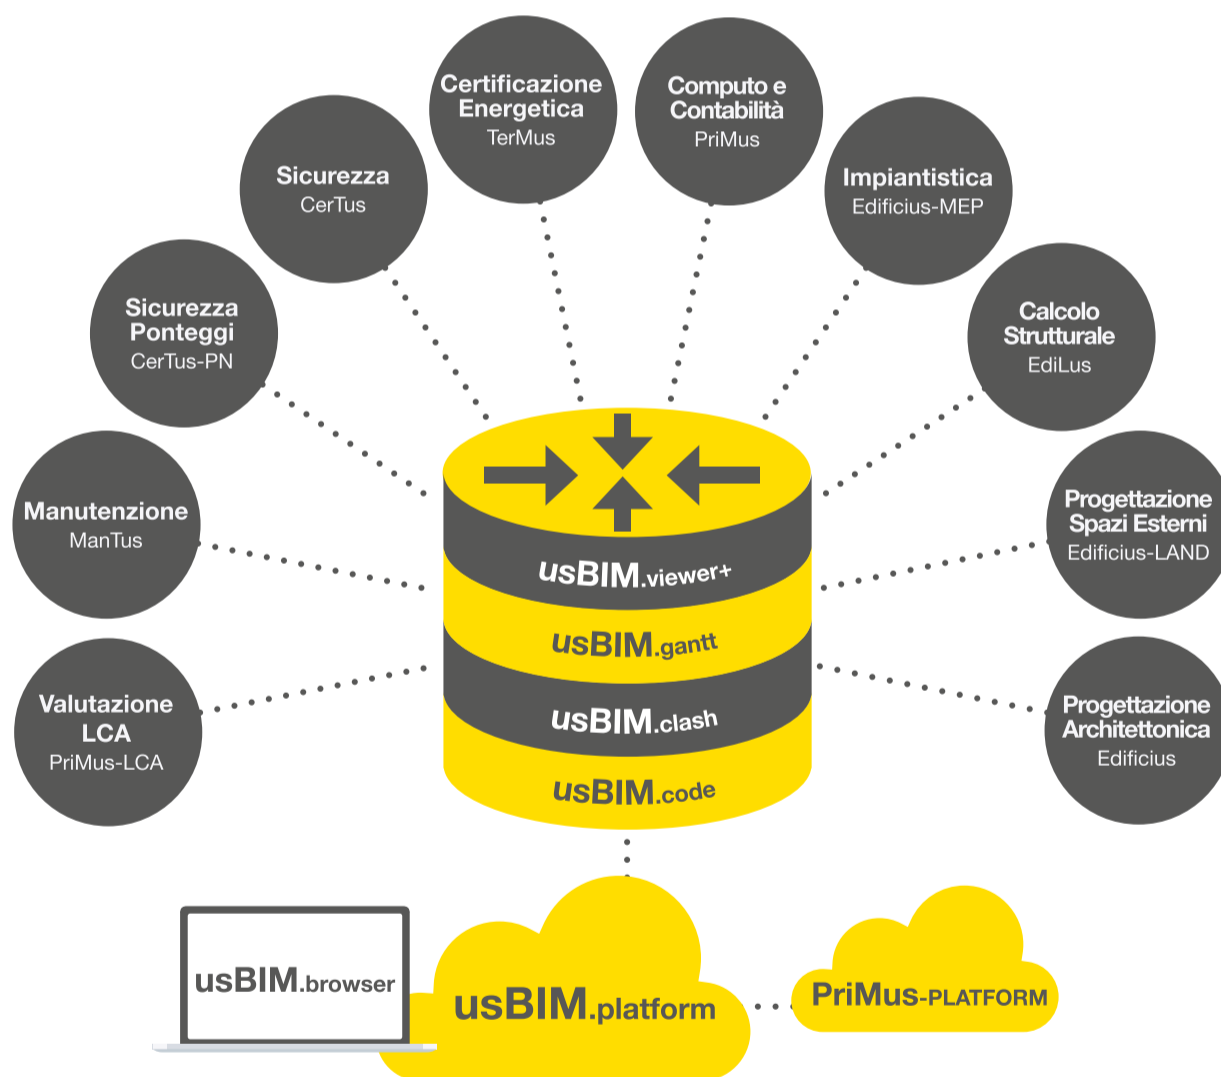 Certificazione
Energetica
TerMus
Computo e
Contabilità
PriMus
Sicurezza
CerTus
Impiantistica
Edificius-MEP
Sicurezza
Ponteggi
CerTus-PN
Calcolo
Strutturale
EdiLus
Manutenzione
ManTus
Progettazione
Spazi Esterni
Edificius-LAND
Valutazione
LCA
PriMus-LCA
Progettazione
Architettonica
Edificius
usBIM.viewer+
usBIM.gantt
usBIM.clash
usBIM.code
usBIM.browser
usBIM.platform
PriMus-PLATFORM